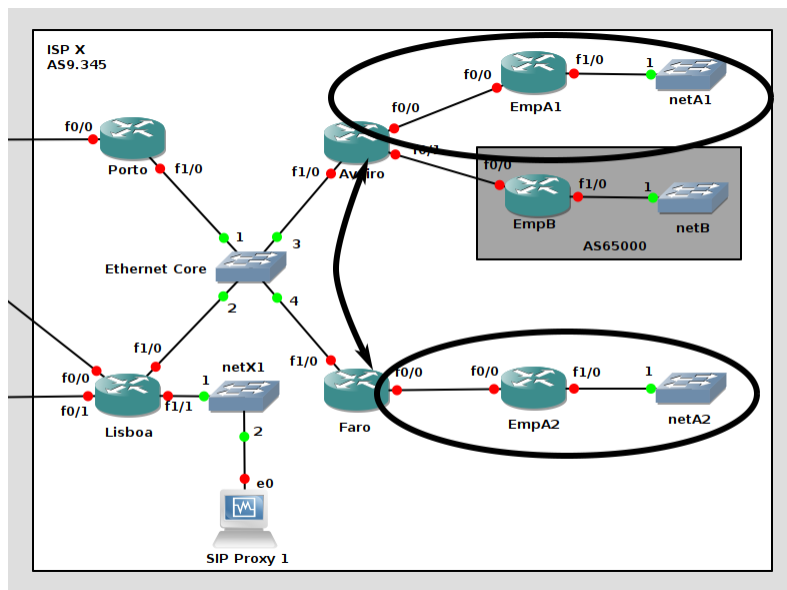 ISP X
AS9.345
f0/0
Porto
f1/0
1
Ethernet Core
2
3
4
f1/0
Aveiro
f0/0
f0/1
f0/0
EmpA1
f1/0
1
netA1
f0/0
EmpB
f1/0
1
netB
AS65000
f1/0
f0/0
f0/1
Lisboa
f1/1
1
netX1
2
e0
SIP Proxy 1
f1/0
Faro
f0/0
f0/0
EmpA2
f1/0
1
netA2